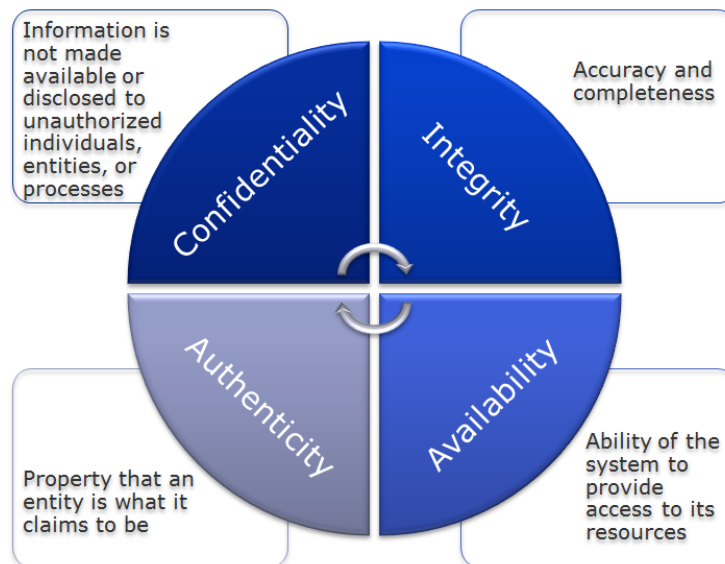 Information is
not made
available or
disclosed to
unauthorized
individuals,
entities, or
processes
Confidentiality
Integrity
Accuracy and
completeness
Authenticity
Property that an
entity is what it
claims to be
Availability
Ability of the
system to
provide
access to its
resources